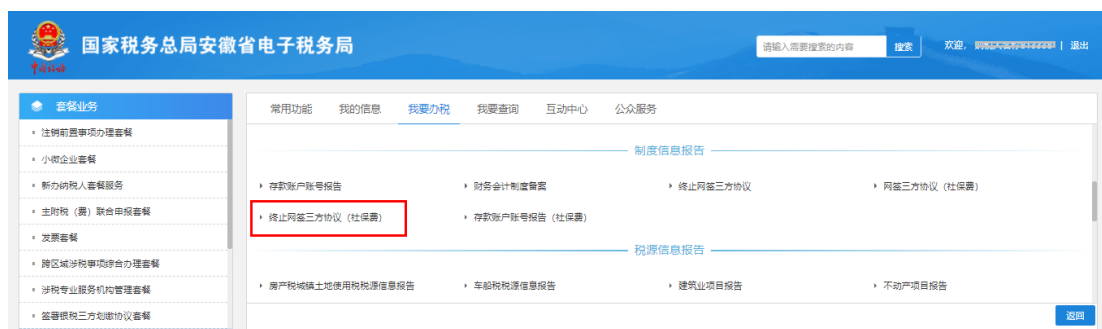 国家税务总局安徽省电子税务局
请输入需要搜索的内容 搜索 欢迎, | 退出
套餐业务
注销前置事项办理套餐
小微企业套餐
新办纳税人套餐服务
主附税(费)联合申报套餐
发票套餐
跨区域涉税事项综合办理套餐
涉税专业服务机构管理套餐
签署银税三方划缴协议套餐
常用功能 我的信息 我要办税 我要查询 互动中心 公众服务
制度信息报告
存款账户账号报告 财务会计制度备案 终止网签三方协议 网签三方协议(社保费)
终止网签三方协议(社保费) 存款账户账号报告(社保费)
税源信息报告
房产税城镇土地使用税税源信息报告 车船税税源信息报告 建筑业项目报告 不动产项目报告
返回